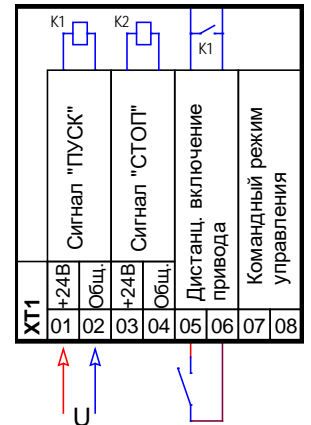 K1 K2
K1
Сигнал "ПУСК"
Сигнал "СТОП"
Дистанц. включение
привода
Командный режим
управления
+24В Общ. +24В Общ.
XT1 01 02 03 04 05 06 07 08
U